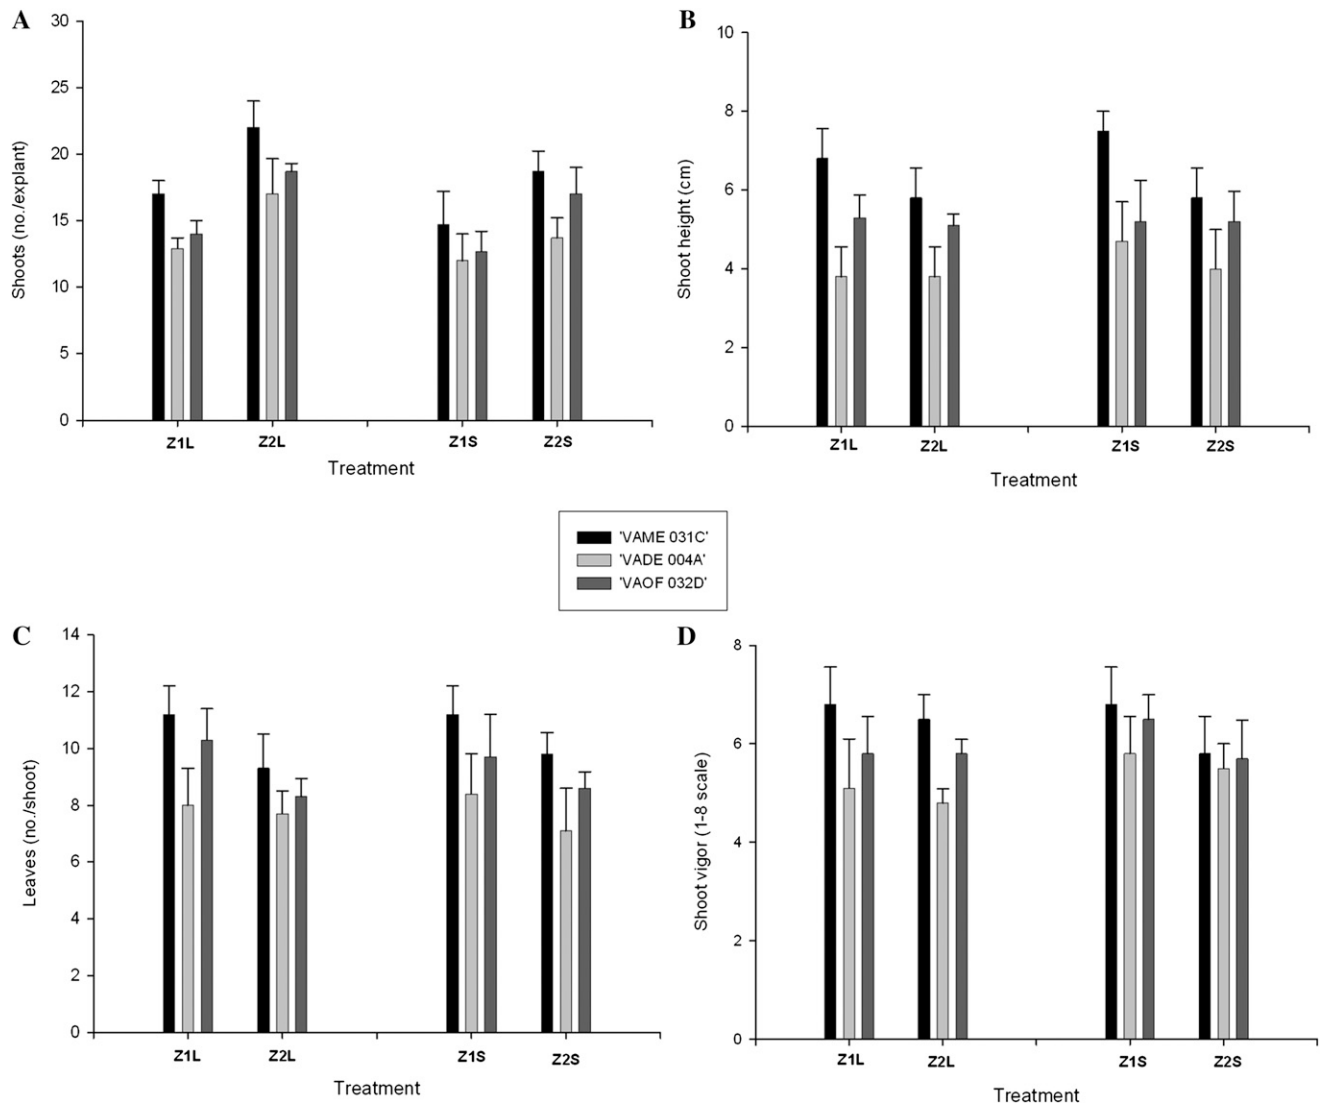 A
30
25
20
15
10
5
0
Shoots (no./explant)
Z1L Z2L Z1S Z2S
Treatment
B
10
8
6
4
2
0
Shoot height (cm)
Z1L Z2L Z1S Z2S
Treatment
'VAME 031C'
'VADE 004A'
'VAOF 032D'
C
14
12
10
8
6
4
2
0
Leaves (no./shoot)
Z1L Z2L Z1S Z2S
Treatment
D
8
6
4
2
0
Shoot vigor (1-8 scale)
Z1L Z2L Z1S Z2S
Treatment